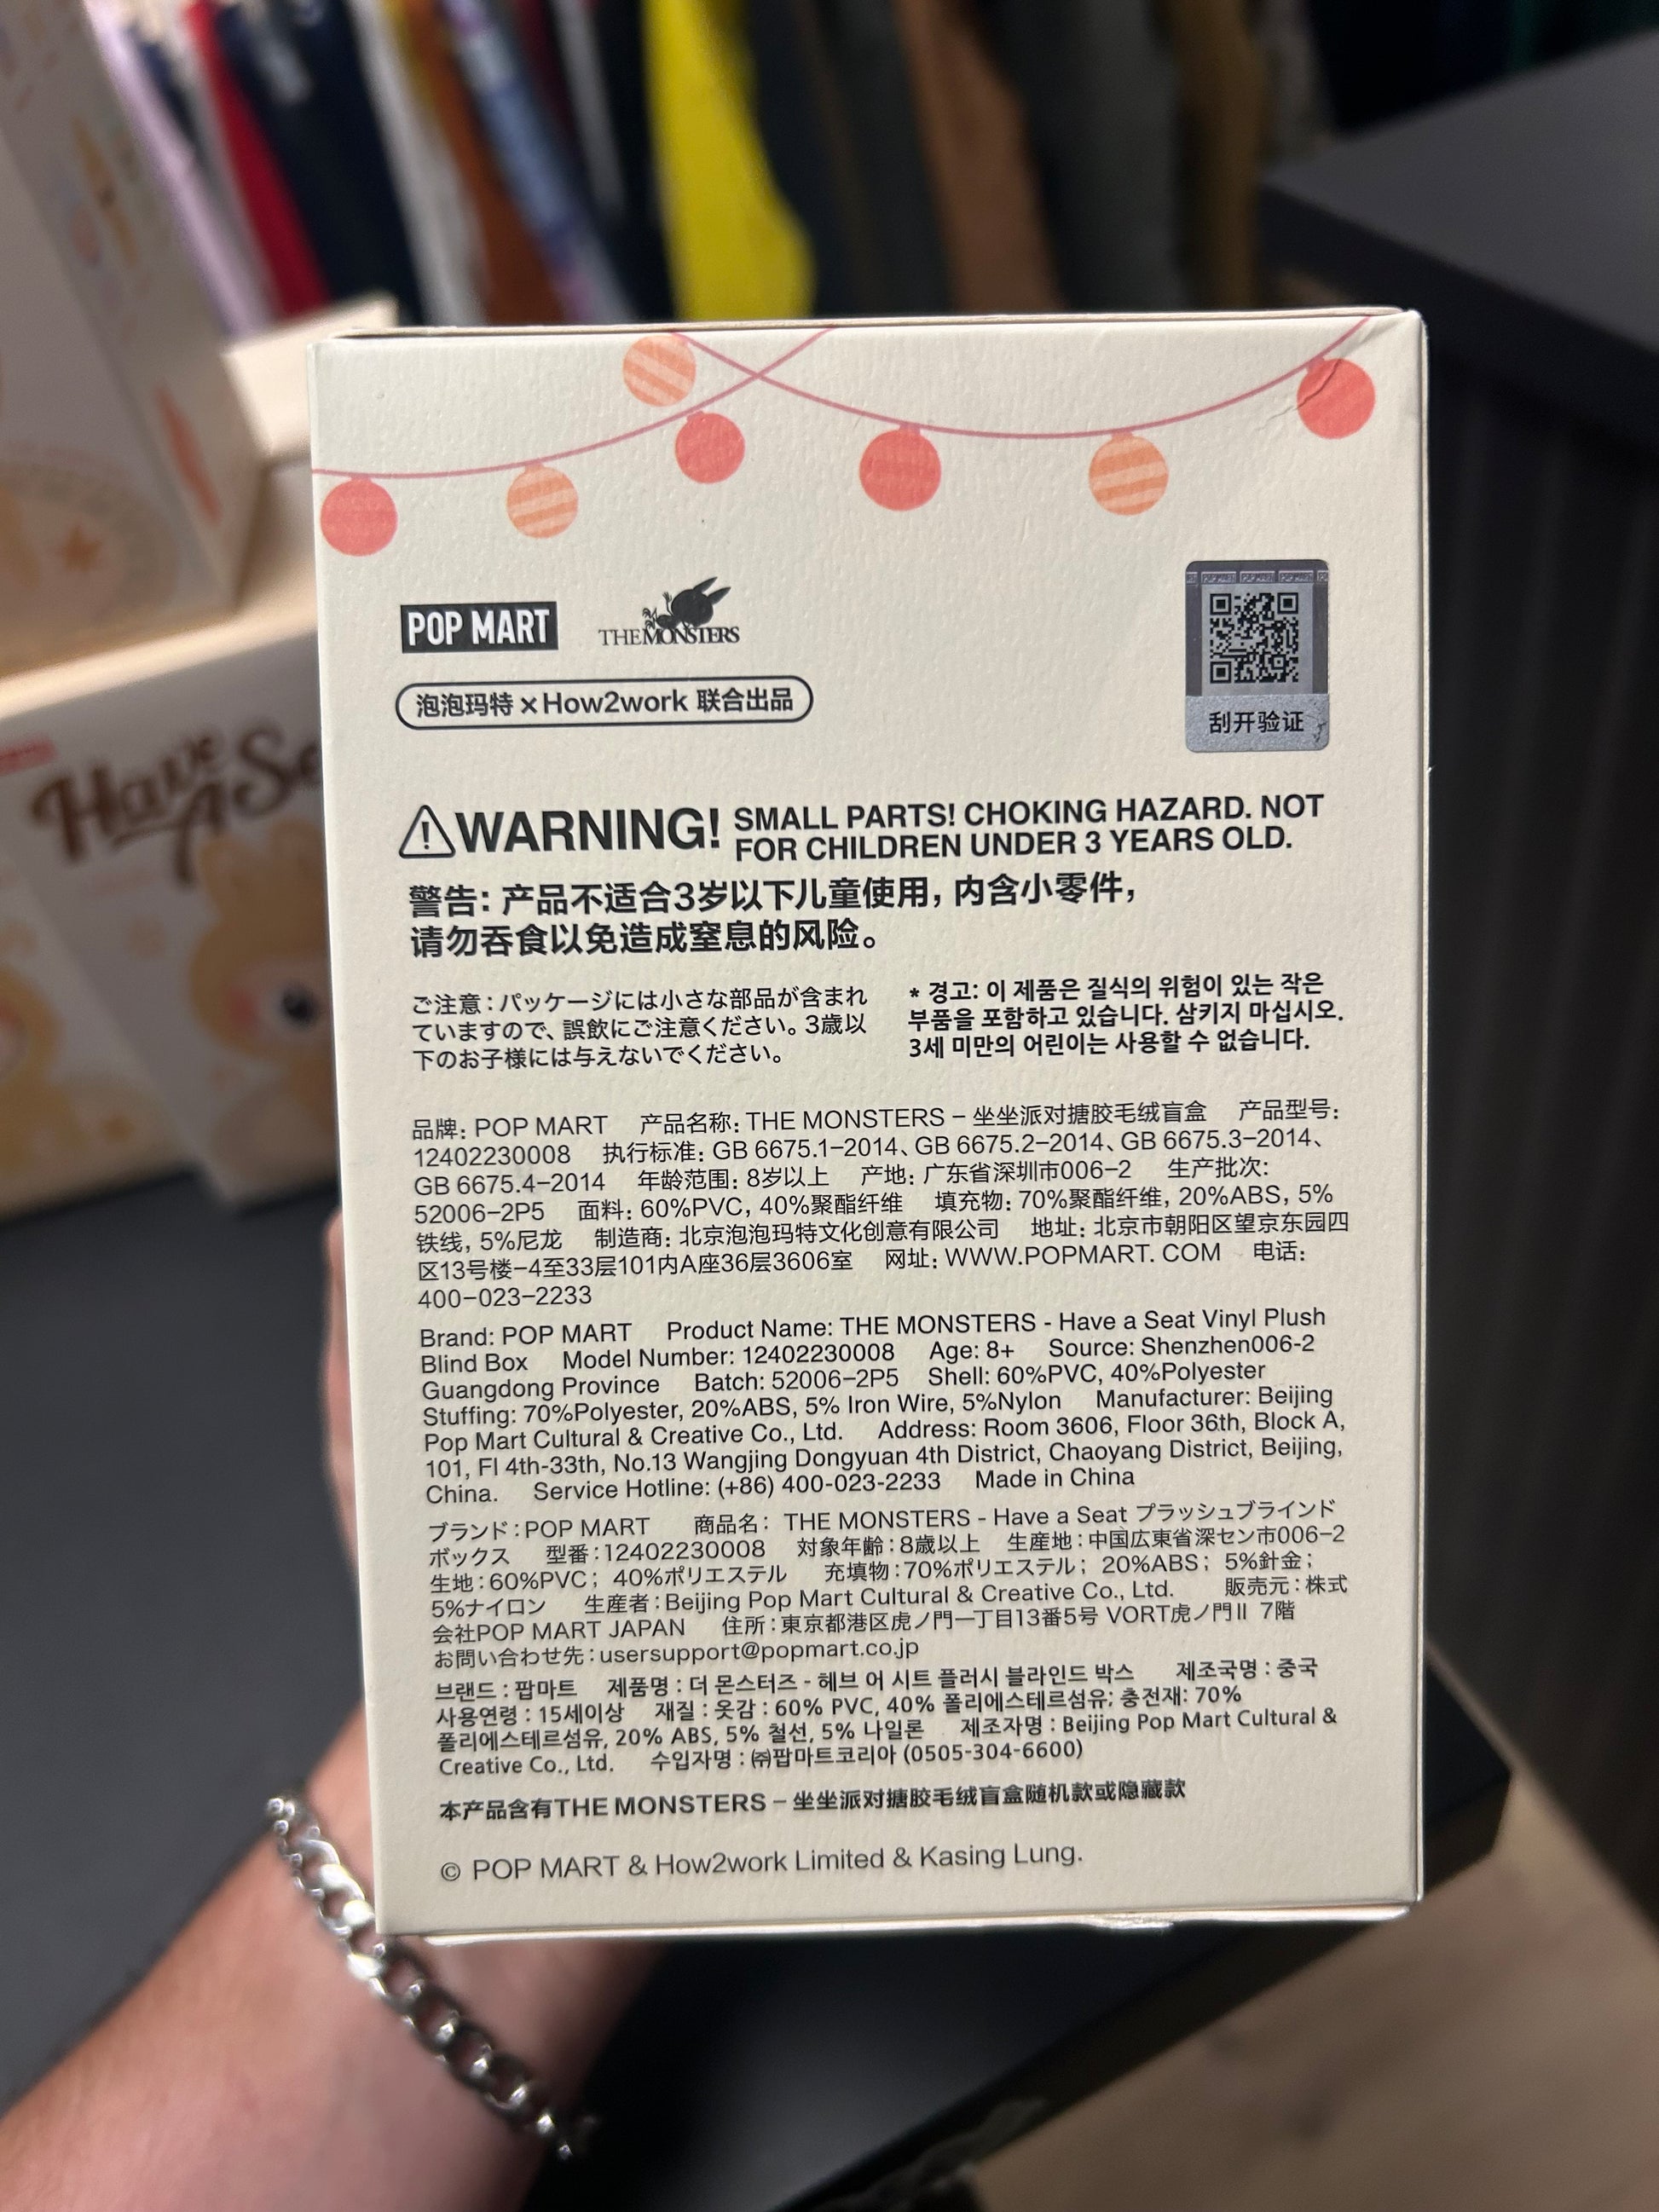 POP MART
THE MONSTERS
泡泡玛特 × How2work 联合出品
刮开验证
WARNING! SMALL PARTS! CHOKING HAZARD. NOT
FOR CHILDREN UNDER 3 YEARS OLD.
警告: 产品不适合3岁以下儿童使用, 内含小零件,
请勿吞食以免造成窒息的风险。
ご注意:パッケージには小さな部品が含まれ
ていますので、誤飲にご注意ください。3歳以
下のお子様には与えないでください。
* 경고: 이 제품은 질식의 위험이 있는 작은
부품을 포함하고 있습니다. 삼키지 마십시오.
3세 미만의 어린이는 사용할 수 없습니다.
品牌: POP MART 产品名称: THE MONSTERS – 坐坐派对搪胶毛绒盲盒 产品型号:
12402230008 执行标准: GB 6675.1–2014、GB 6675.2–2014、GB 6675.3–2014、
GB 6675.4–2014 年龄范围: 8岁以上 产地: 广东省深圳市006–2 生产批次:
52006–2P5 面料: 60%PVC, 40%聚酯纤维 填充物: 70%聚酯纤维, 20%ABS, 5%
铁线, 5%尼龙 制造商: 北京泡泡玛特文化创意有限公司 地址: 北京市朝阳区望京东园四
区13号楼–4至33层101内A座36层3606室 网址: WWW.POPMART. COM 电话:
400–023–2233
Brand: POP MART Product Name: THE MONSTERS - Have a Seat Vinyl Plush
Blind Box Model Number: 12402230008 Age: 8+ Source: Shenzhen006-2
Guangdong Province Batch: 52006–2P5 Shell: 60%PVC, 40%Polyester
Stuffing: 70%Polyester, 20%ABS, 5% Iron Wire, 5%Nylon Manufacturer: Beijing
Pop Mart Cultural & Creative Co., Ltd. Address: Room 3606, Floor 36th, Block A,
101, Fl 4th-33th, No.13 Wangjing Dongyuan 4th District, Chaoyang District, Beijing,
China. Service Hotline: (+86) 400-023-2233 Made in China
ブランド:POP MART 商品名: THE MONSTERS - Have a Seat プラッシュブラインド
ボックス 型番:12402230008 対象年齢:8歳以上 生産地:中国広東省深セン市006–2
生地:60%PVC; 40%ポリエステル 充填物:70%ポリエステル; 20%ABS; 5%針金;
5%ナイロン 生産者:Beijing Pop Mart Cultural & Creative Co., Ltd. 販売元:株式
会社POP MART JAPAN 住所:東京都港区虎ノ門一丁目13番5号 VORT虎ノ門II 7階
お問い合わせ先:usersupport@popmart.co.jp
브랜드 : 팝마트 제품명 : 더 몬스터즈 - 헤브 어 시트 플러시 블라인드 박스 제조국명 : 중국
사용연령 : 15세이상 재질 : 옷감 : 60% PVC, 40% 폴리에스테르섬유; 충전재: 70%
폴리에스테르섬유, 20% ABS, 5% 철선, 5% 나일론 제조자명 : Beijing Pop Mart Cultural &
Creative Co., Ltd. 수입자명 : ㈜팝마트코리아 (0505-304-6600)
本产品含有THE MONSTERS – 坐坐派对搪胶毛绒盲盒随机款或隐藏款
© POP MART & How2work Limited & Kasing Lung.
Have
A